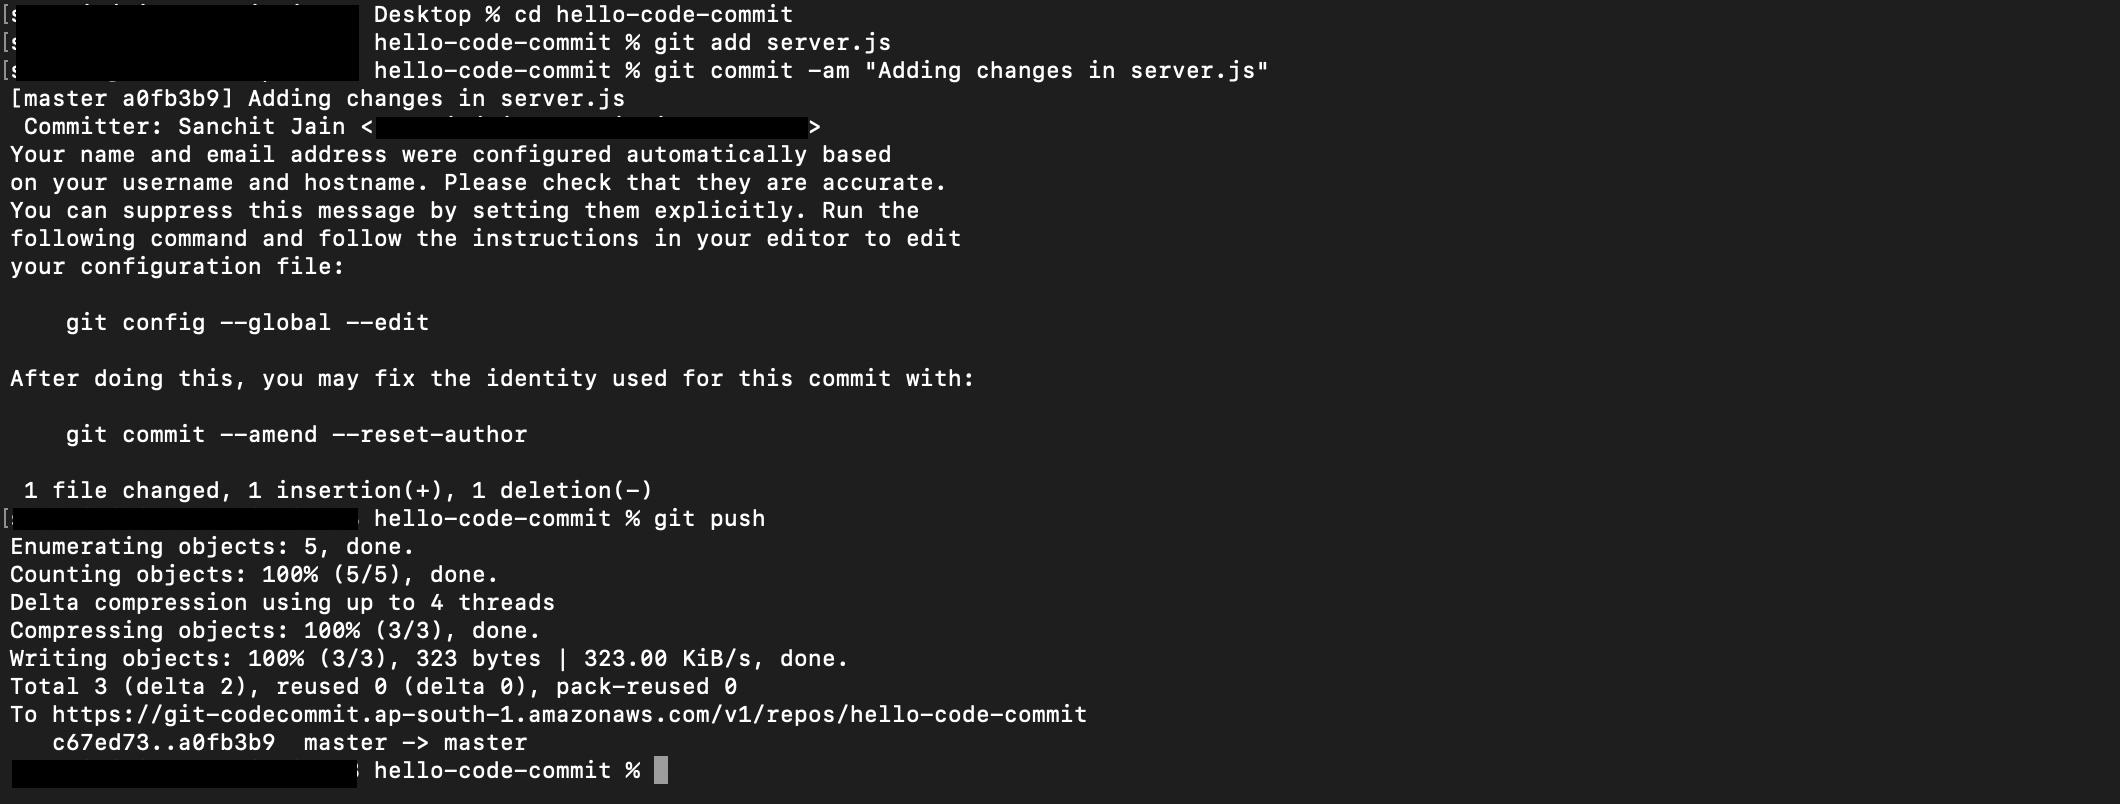 Desktop % cd hello-code-commit
hello-code-commit % git add server.js
hello-code-commit % git commit -am "Adding changes in server.js"
[master a0fb3b9] Adding changes in server.js
Committer: Sanchit Jain < >
Your name and email address were configured automatically based
on your username and hostname. Please check that they are accurate.
You can suppress this message by setting them explicitly. Run the
following command and follow the instructions in your editor to edit
your configuration file:
git config --global --edit
After doing this, you may fix the identity used for this commit with:
git commit --amend --reset-author
1 file changed, 1 insertion(+), 1 deletion(-)
hello-code-commit % git push
Enumerating objects: 5, done.
Counting objects: 100% (5/5), done.
Delta compression using up to 4 threads
Compressing objects: 100% (3/3), done.
Writing objects: 100% (3/3), 323 bytes | 323.00 KiB/s, done.
Total 3 (delta 2), reused 0 (delta 0), pack-reused 0
To https://git-codecommit.ap-south-1.amazonaws.com/v1/repos/hello-code-commit
c67ed73..a0fb3b9  master -> master
hello-code-commit %